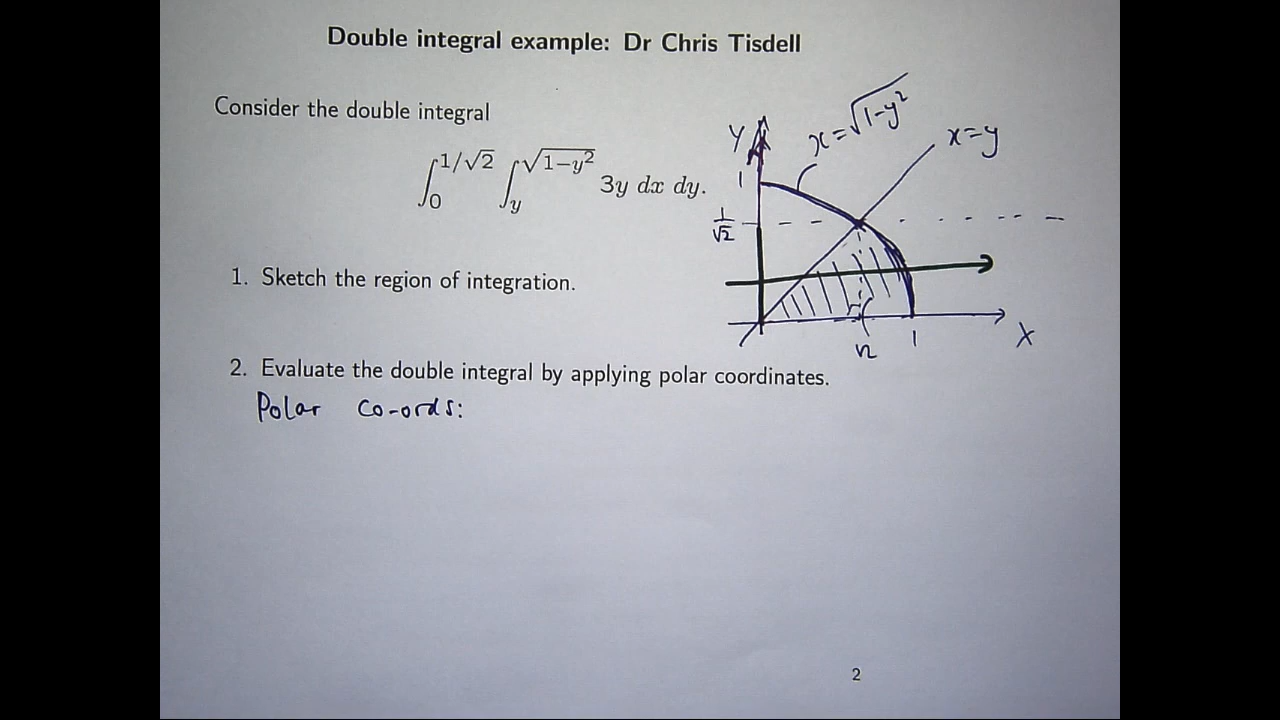 Double integral example: Dr Chris Tisdell
Consider the double integral
∫_0^{1/√2} ∫_y^{√(1−y²)} 3y dx dy.
x=√(1-y²)
x=y
Y
1
1/√2
1
X
1. Sketch the region of integration.
2. Evaluate the double integral by applying polar coordinates.
Polar co-ords:
2